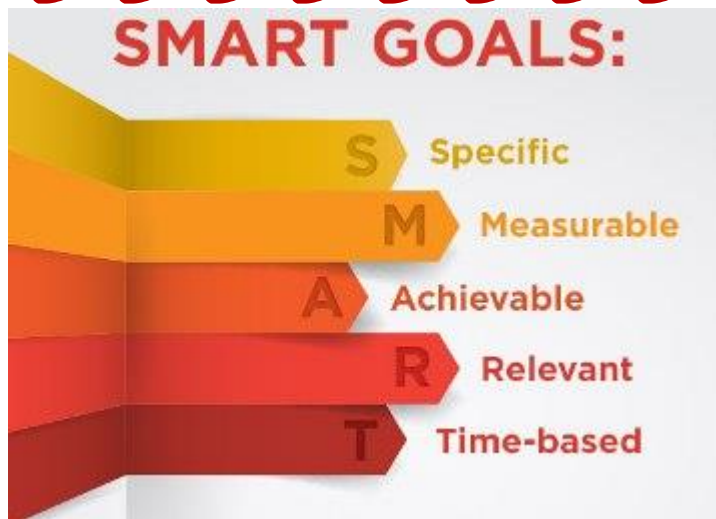 SMART GOALS:
S Specific
M Measurable
A Achievable
R Relevant
T Time-based